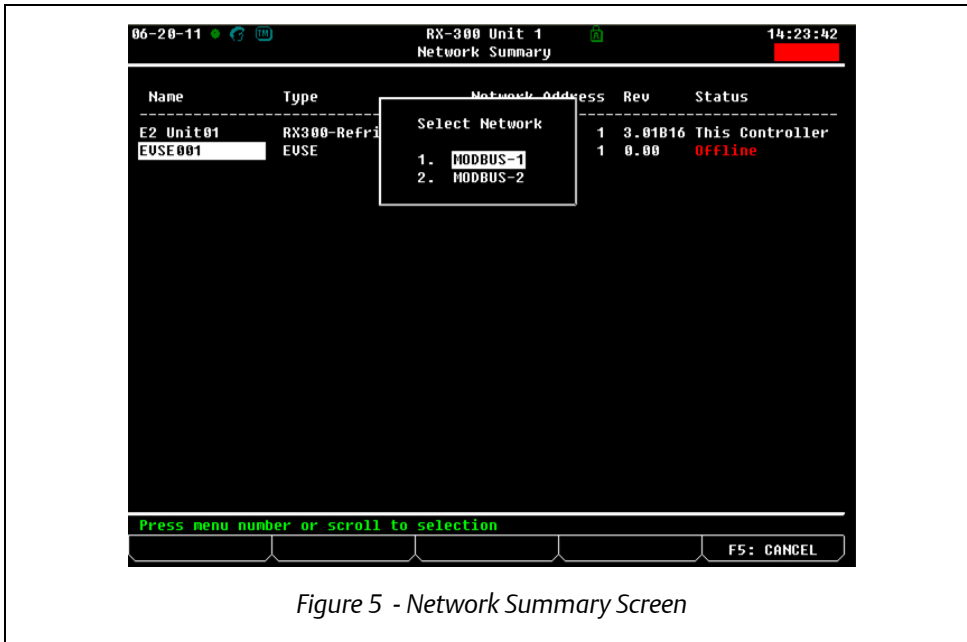 06-20-11 TM RX-300 Unit 1 A 14:23:42
Network Summary
Name Type Network Address Rev Status
E2 Unit01 RX300-Refri 1 3.01B16 This Controller
EVSE001 EVSE 1 0.00 Offline
Select Network
1. MODBUS-1
2. MODBUS-2
Press menu number or scroll to selection
F5: CANCEL
Figure 5 - Network Summary Screen